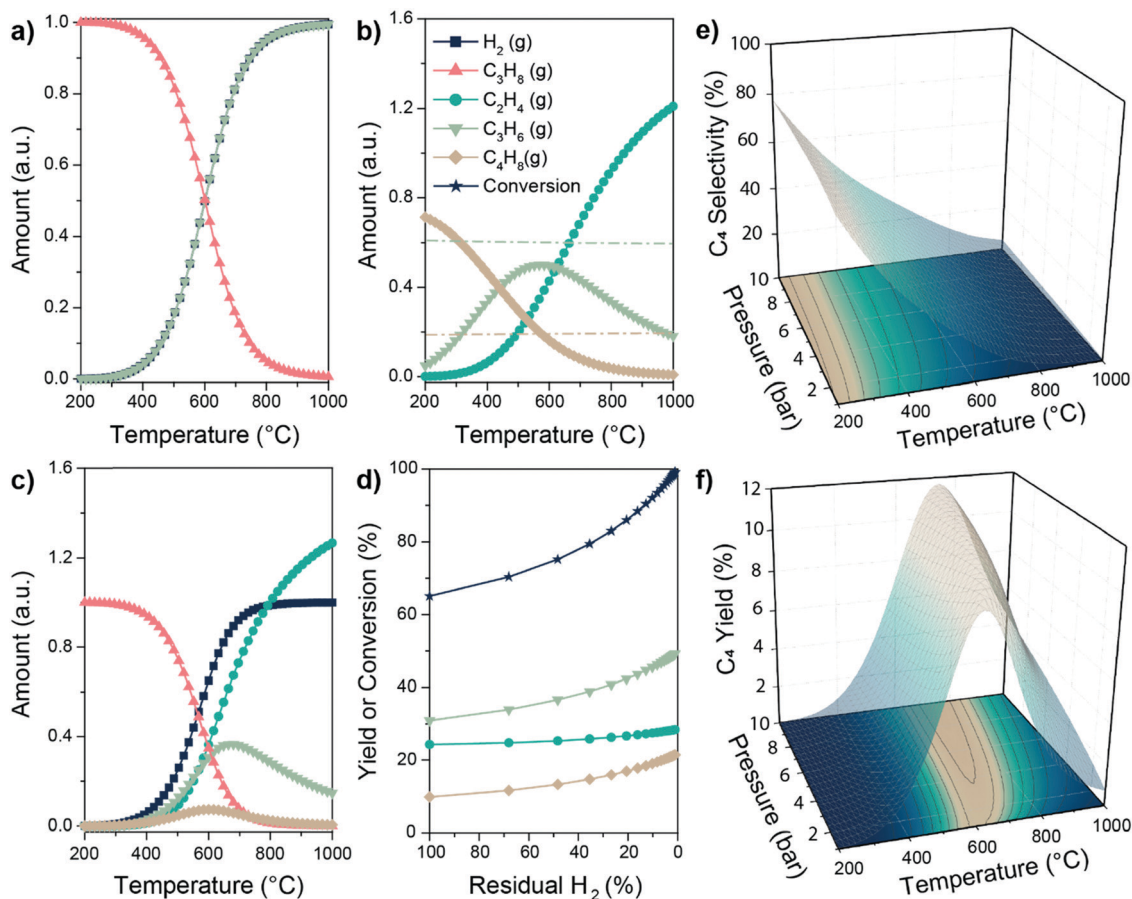 a)
Amount (a.u.)
1.0
0.8
0.6
0.4
0.2
0.0
200 400 600 800 1000
Temperature (°C)
b)
Amount (a.u.)
1.6
1.2
0.8
0.4
0.0
H₂ (g)
C₃H₈ (g)
C₂H₄ (g)
C₃H₆ (g)
C₄H₈(g)
Conversion
200 400 600 800 1000
Temperature (°C)
e)
C₄ Selectivity (%)
100
80
60
40
20
10
8
6
4
2
Pressure (bar)
200 400 600 800 1000
Temperature (°C)
c)
Amount (a.u.)
1.6
1.2
0.8
0.4
0.0
200 400 600 800 1000
Temperature (°C)
d)
Yield or Conversion (%)
100
80
60
40
20
0
100 80 60 40 20 0
Residual H₂ (%)
f)
C₄ Yield (%)
12
10
8
6
4
2
10
8
6
4
2
Pressure (bar)
200 400 600 800 1000
Temperature (°C)